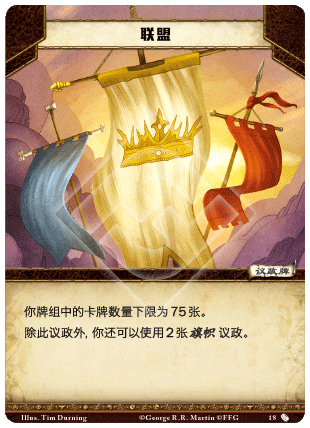 联盟
议政牌
你牌组中的卡牌数量下限为 75 张。
除此议政外, 你还可以使用 2 张 旗帜 议政。
Illus. Tim Durning ©George R.R. Martin ©FFG 18